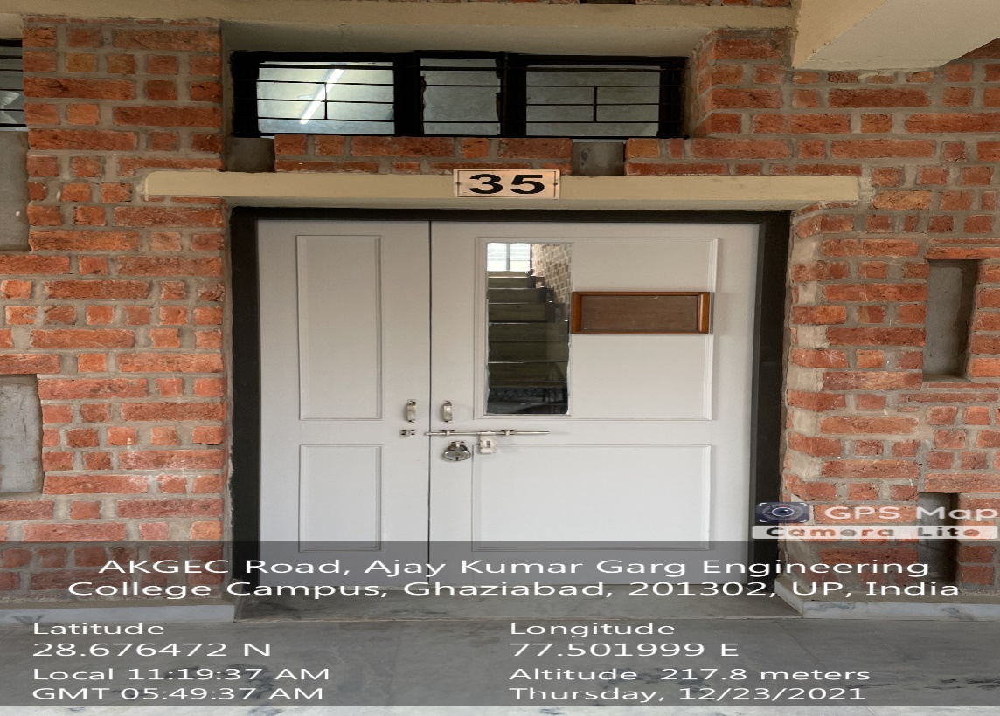 35
GPS Map
Camera Lite
AKGEC Road, Ajay Kumar Garg Engineering
College Campus, Ghaziabad, 201302, UP, India
Latitude
28.676472 N
Longitude
77.501999 E
Local 11:19:37 AM
GMT 05:49:37 AM
Altitude 217.8 meters
Thursday, 12/23/2021